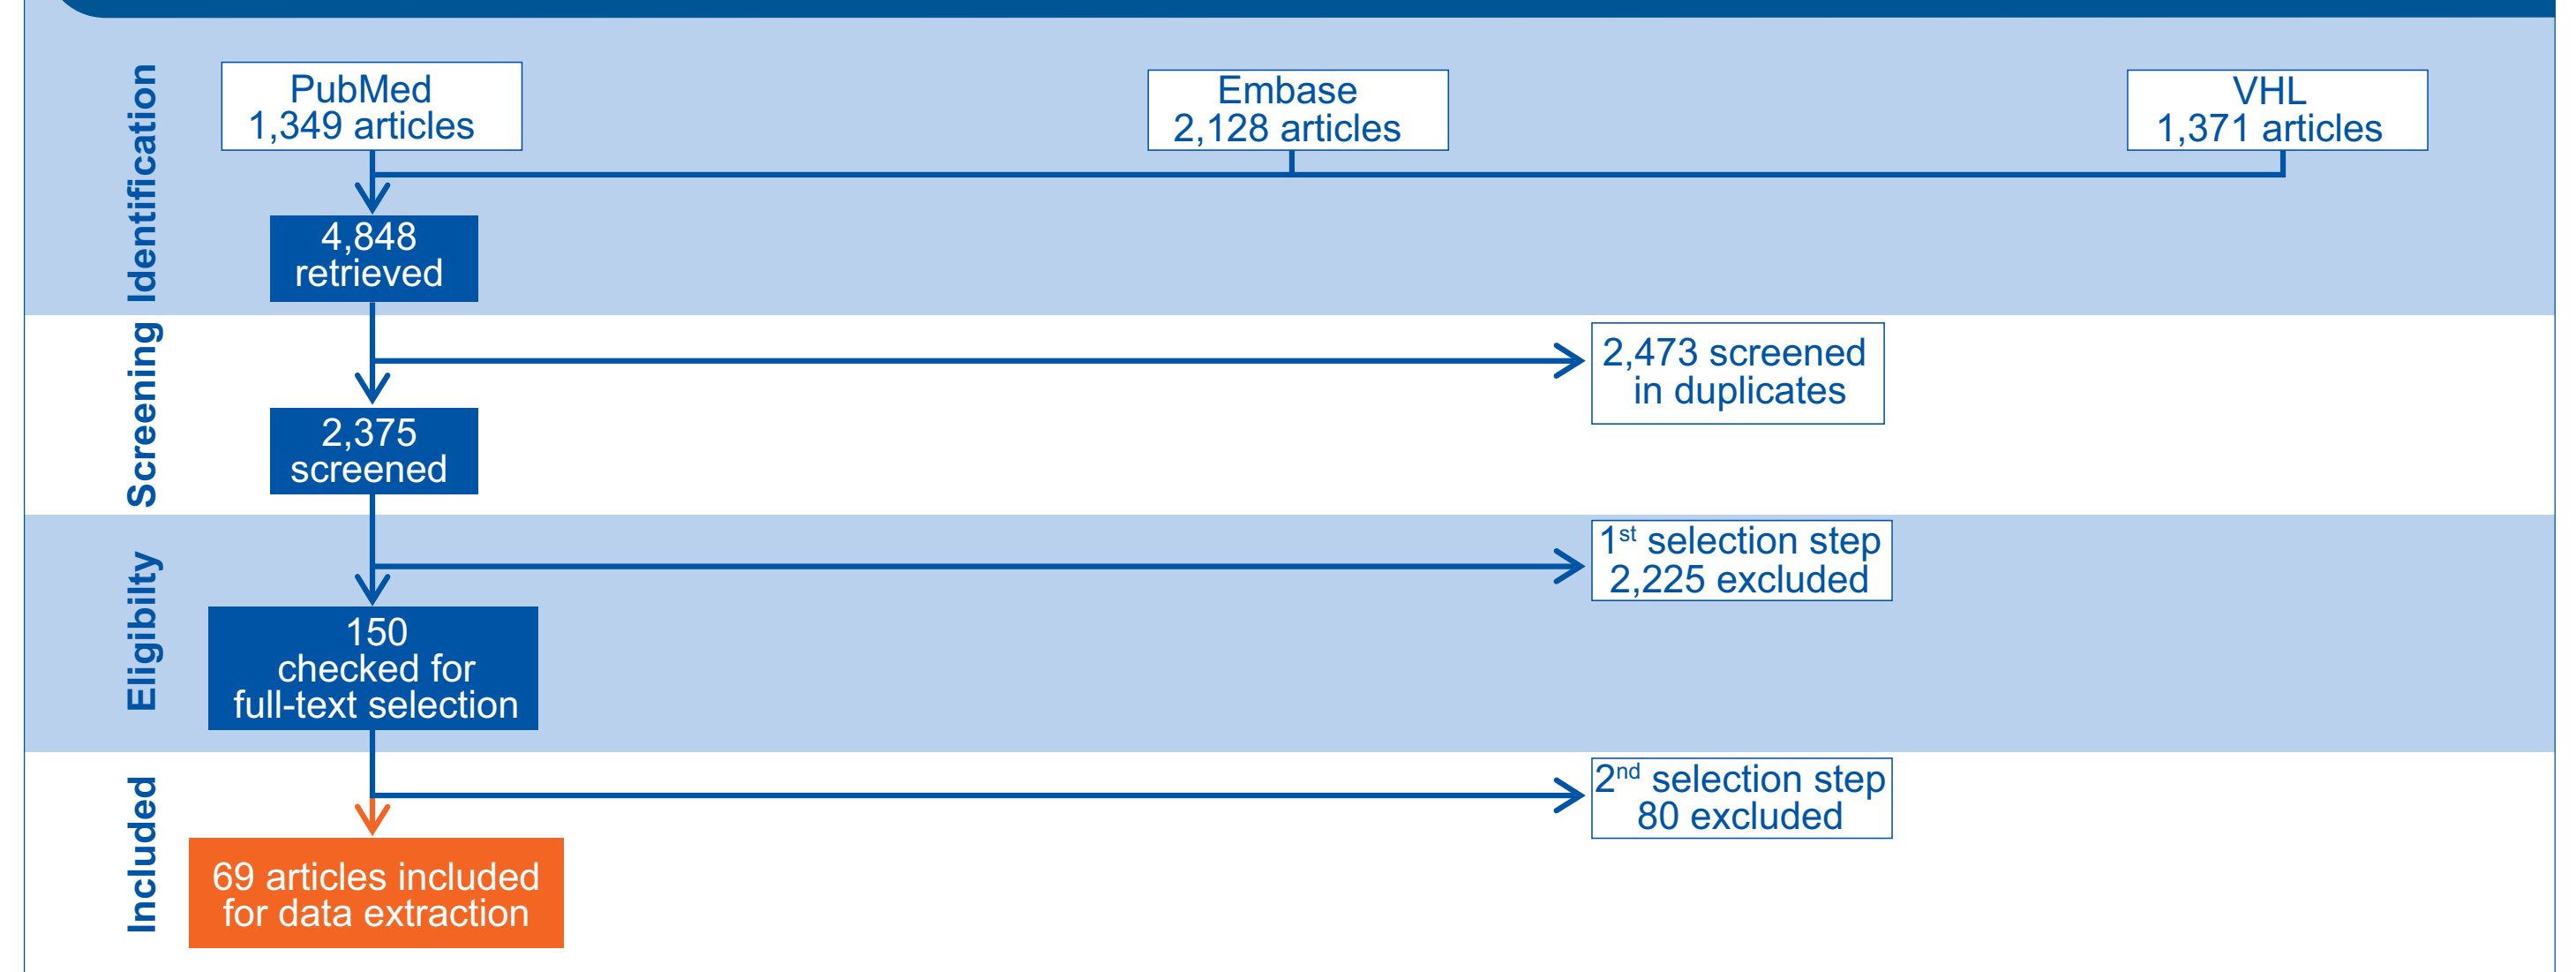 Identification
PubMed
1,349 articles
Embase
2,128 articles
VHL
1,371 articles
4,848
retrieved
Screening
2,473 screened
in duplicates
2,375
screened
Eligibilty
1st selection step
2,225 excluded
150
checked for
full-text selection
Included
2nd selection step
80 excluded
69 articles included
for data extraction